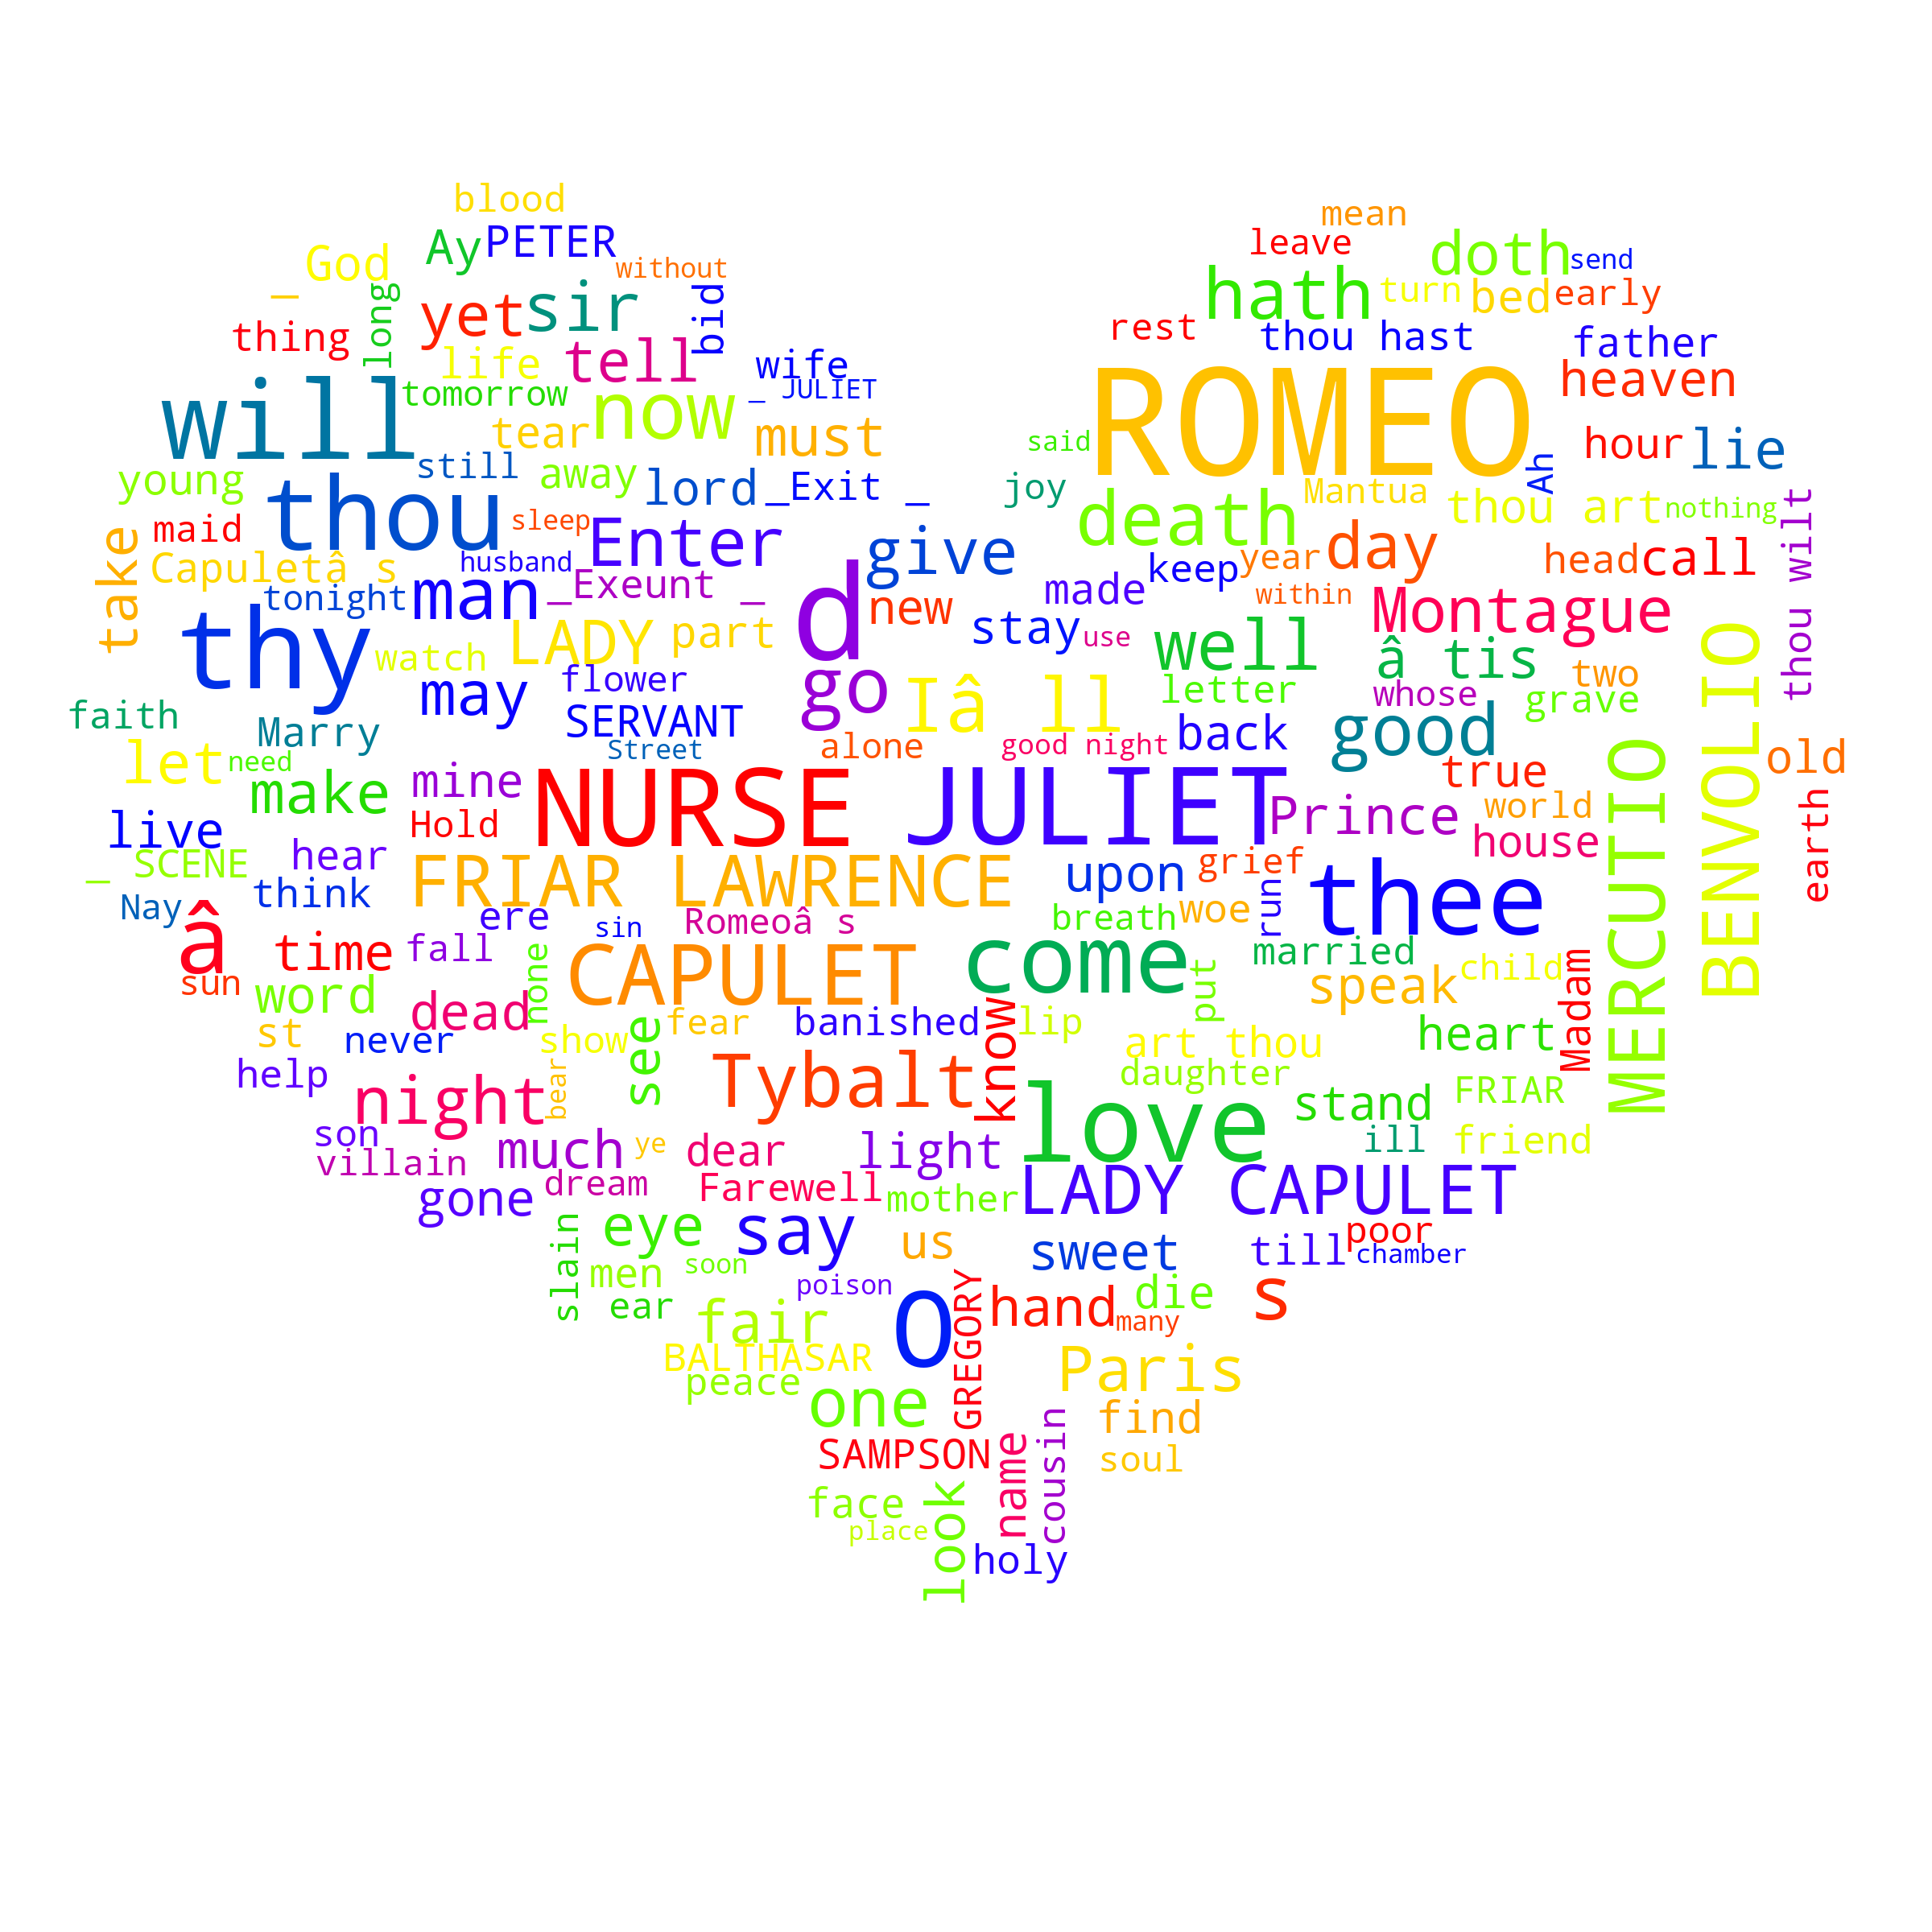 blood
mean
Ay PETER
leave
doth send
_ God
without
long
yet sir
bid
hath turn bed early
thing
rest
thou hast
father
life tell
wife
heaven
will
tomorrow
now
_ JULIET
ROMEO
tear
must
said
hour lie
young
still
away lord _Exit _
joy
Mantua
Ah
thou art nothing
thou
maid
sleep
Enter
death
give
day
thou wilt
take
Capuletâ s
husband
head call
tonight man _Exeunt _
d
new
made
keep year
within
Montague
thy
LADY part
stay use
well
â tis
watch
may
flower
go
Iâ ll
letter
whose
two
grave
faith
Marry
SERVANT
back
good
BENVOLIO
let need
Street
alone
good night
old
make
mine
NURSE JULIET
true
MERCUTIO
live
Hold
Prince world
house
earth
_ SCENE
hear
FRIAR LAWRENCE
upon grief
thee
Nay
think
ere
sin
Romeoâ s
breath woe
run
â
time
fall
none
CAPULET
come
married
sun
word
dead
put
speak child
Madam
st
never
show
see
fear
banished
know
lip
art thou
heart
help
night
bear
Tybalt
love
daughter
stand
FRIAR
son
much
ye
dear
light
ill
friend
villain
gone
dream
Farewell
mother
LADY CAPULET
slain
eye
say
us
sweet
till
poor
chamber
men
soon
poison
O
GREGORY
hand
die
s
ear
fair
many
BALTHASAR
Paris
peace
one
find
SAMPSON
name
cousin
soul
face
look
place
holy